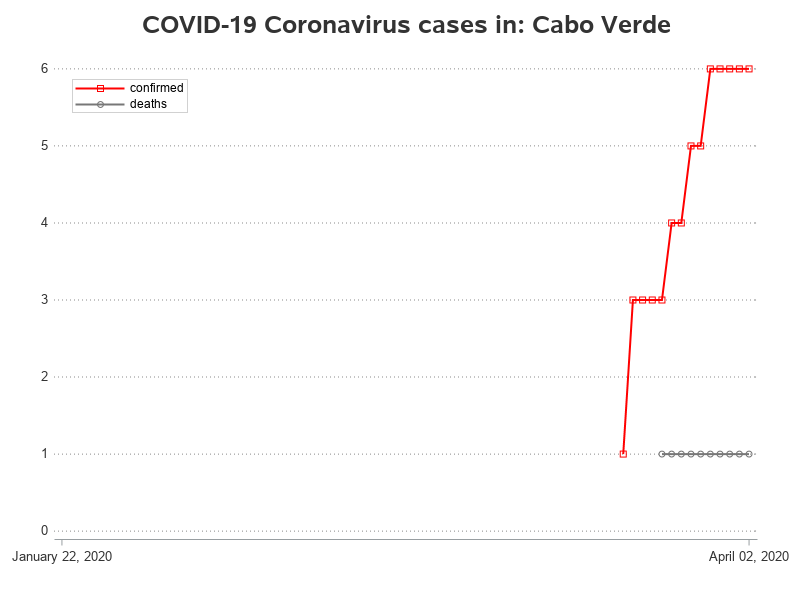 COVID-19 Coronavirus cases in: Cabo Verde
6
confirmed
deaths
5
4
3
2
1
0
January 22, 2020
April 02, 2020